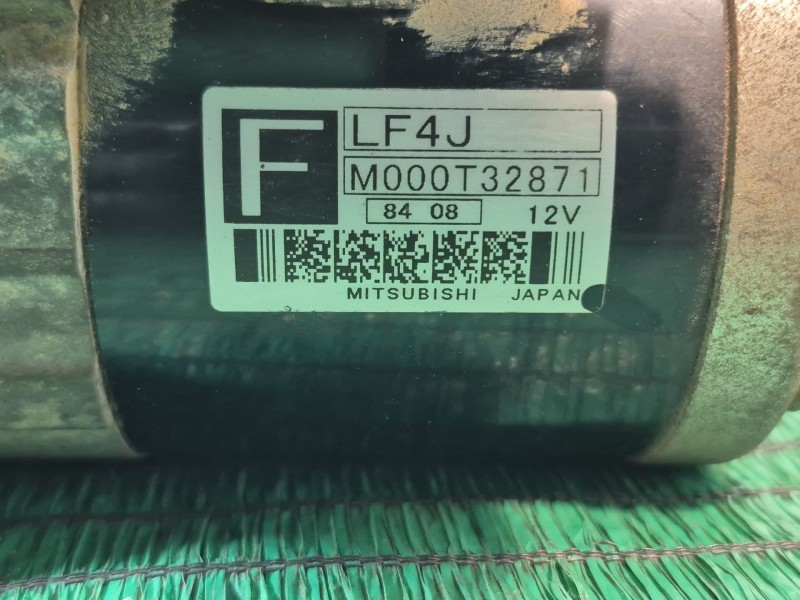 F
LF4J
M000T32871
84 08 12V
MITSUBISHI JAPAN